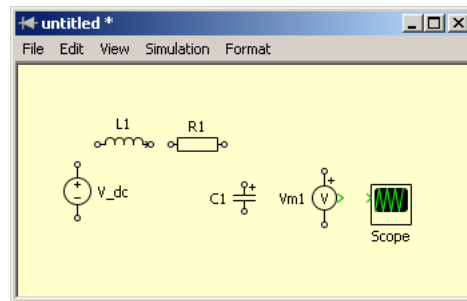 untitled *
File Edit View Simulation Format
L1 R1
V_dc C1 + Vm1 + V
Scope